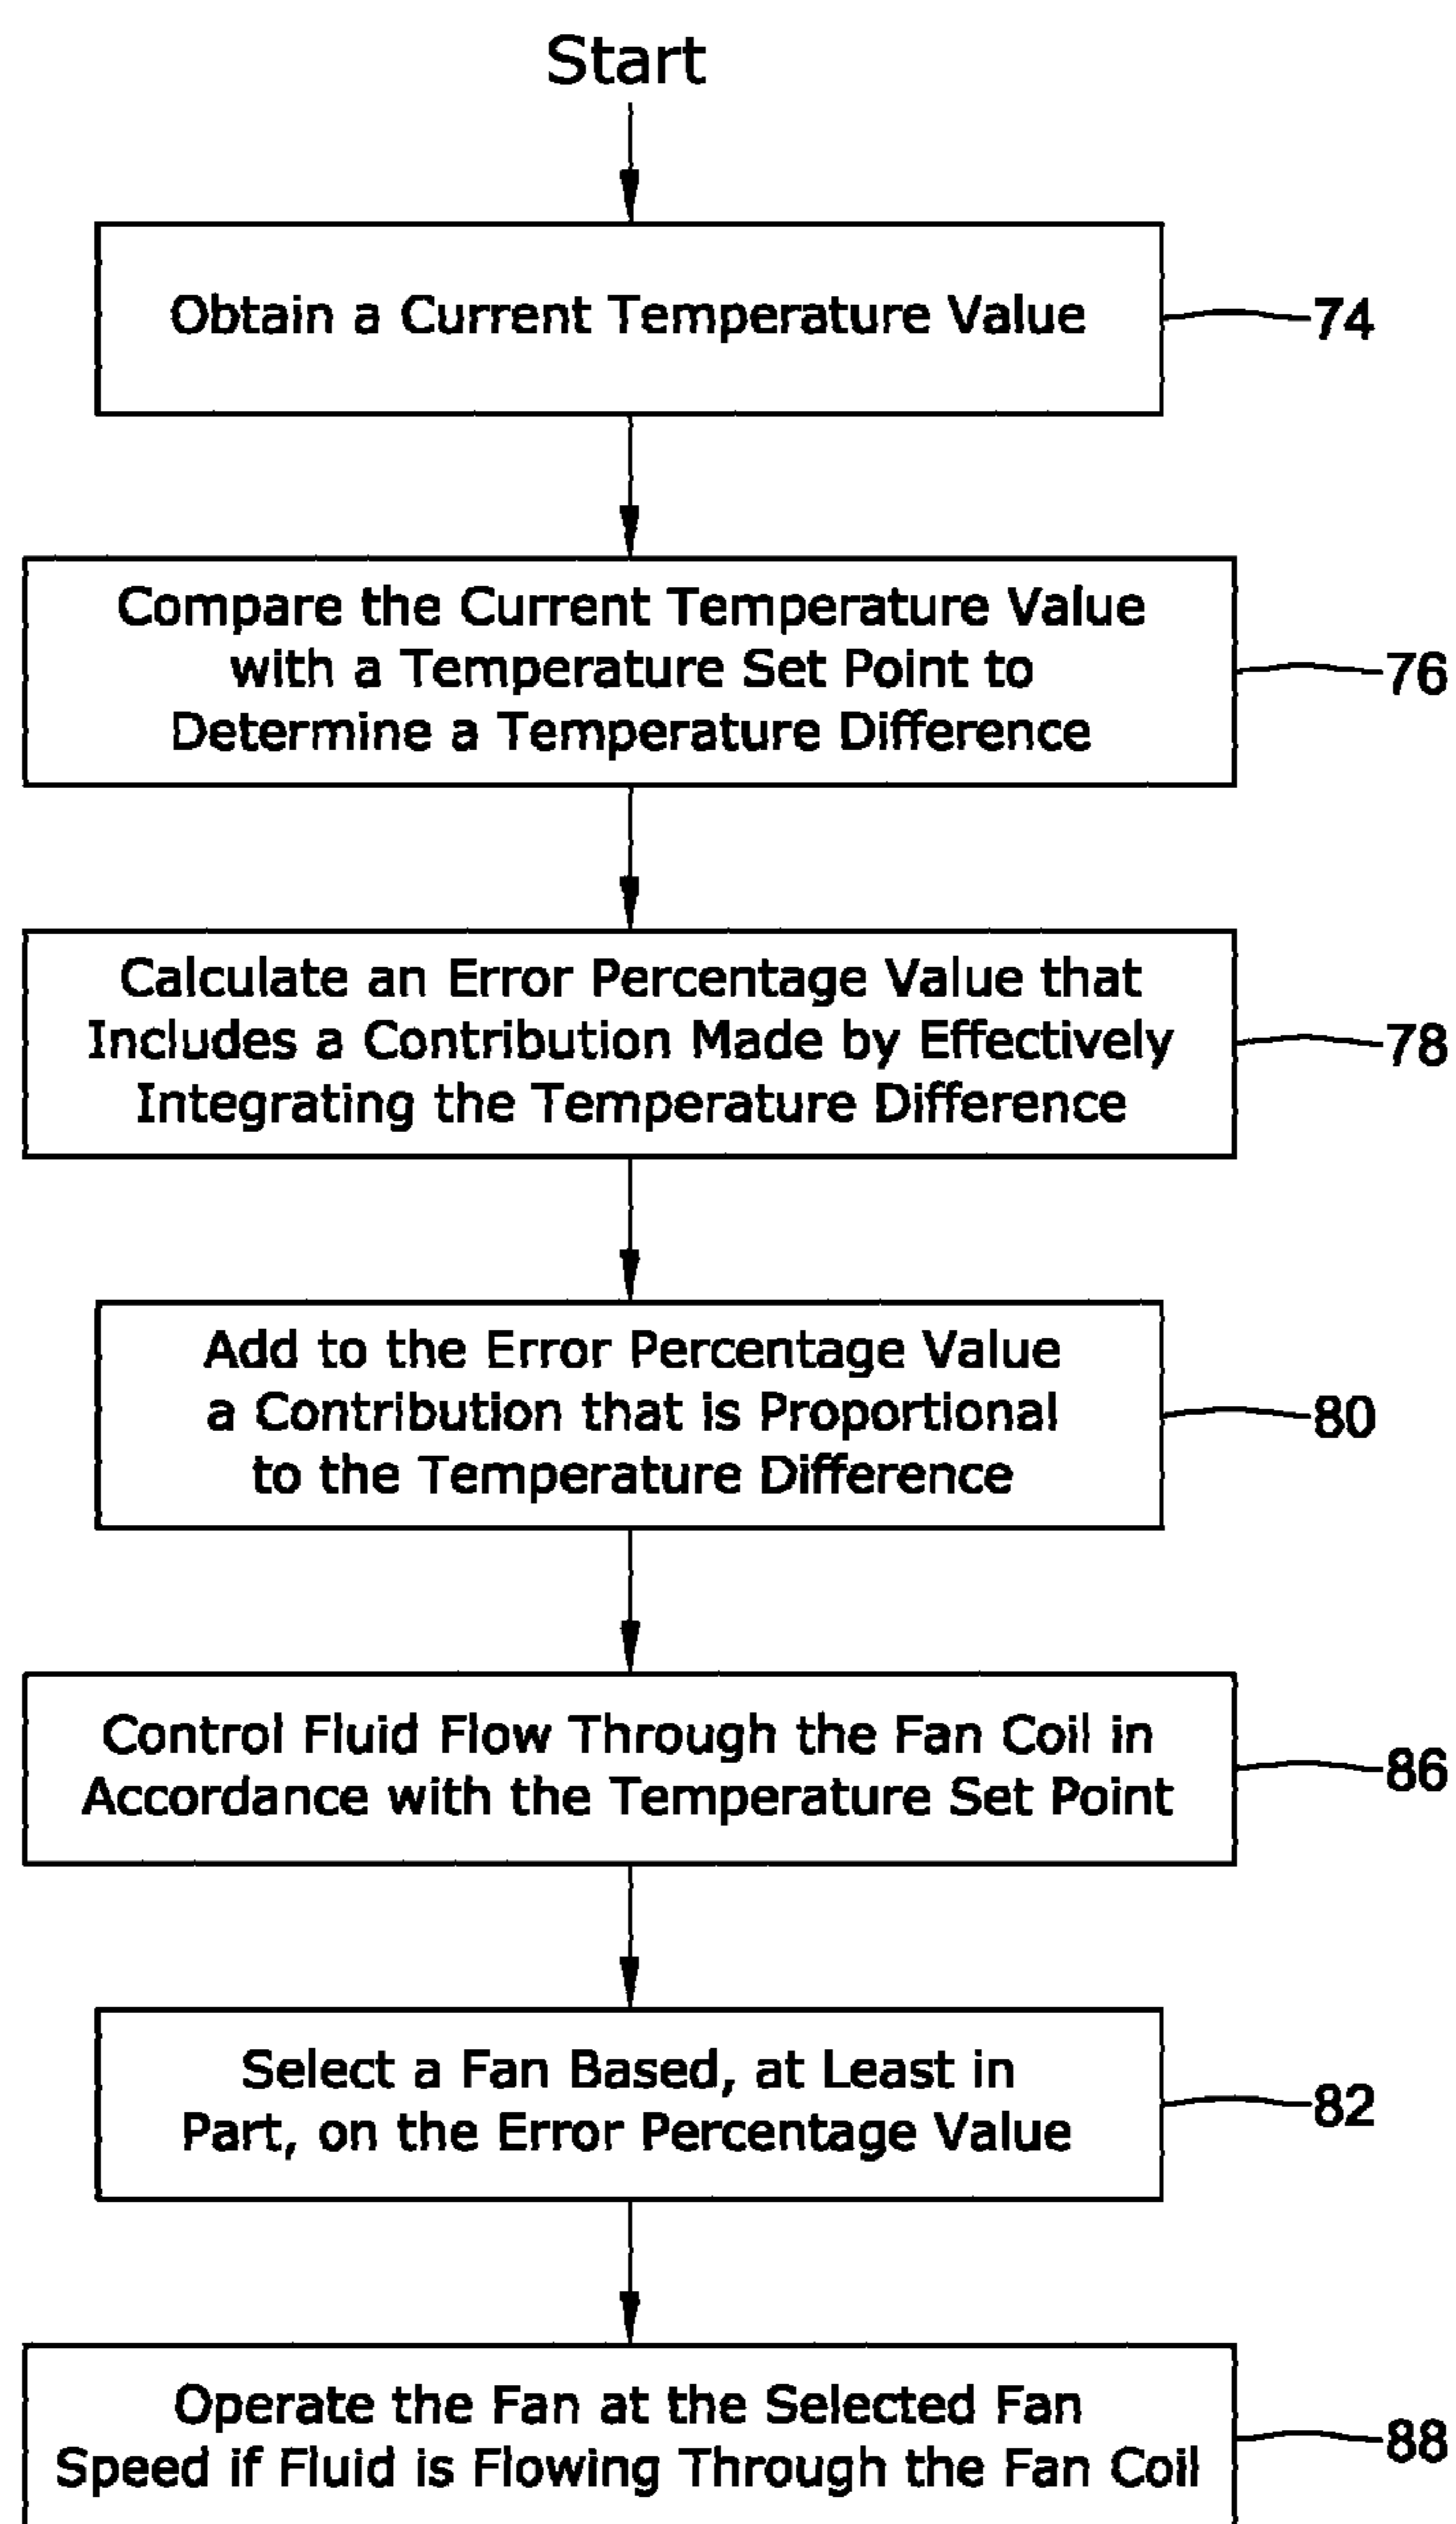 Start
Obtain a Current Temperature Value
74
Compare the Current Temperature Value
with a Temperature Set Point to
Determine a Temperature Difference
76
Calculate an Error Percentage Value that
Includes a Contribution Made by Effectively
Integrating the Temperature Difference
78
Add to the Error Percentage Value
a Contribution that is Proportional
to the Temperature Difference
80
Control Fluid Flow Through the Fan Coil in
Accordance with the Temperature Set Point
86
Select a Fan Based, at Least in
Part, on the Error Percentage Value
82
Operate the Fan at the Selected Fan
Speed if Fluid is Flowing Through the Fan Coil
88